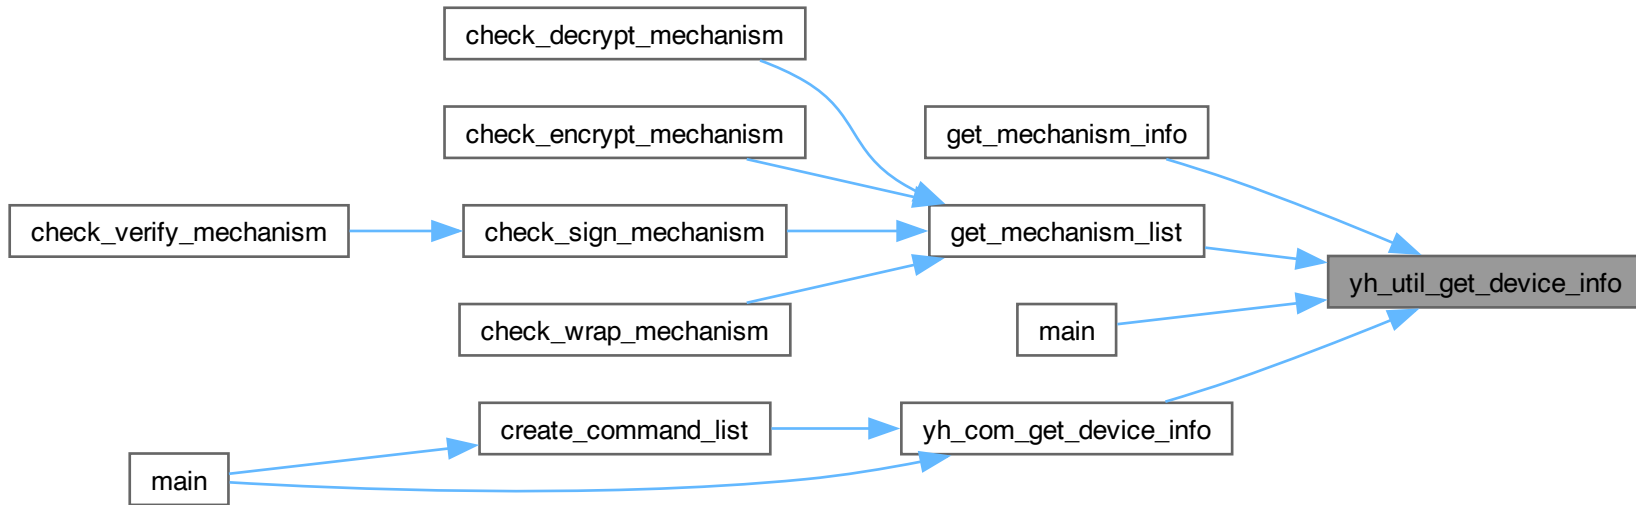 check_decrypt_mechanism
check_encrypt_mechanism
get_mechanism_info
check_verify_mechanism
check_sign_mechanism
get_mechanism_list
yh_util_get_device_info
check_wrap_mechanism
main
create_command_list
yh_com_get_device_info
main